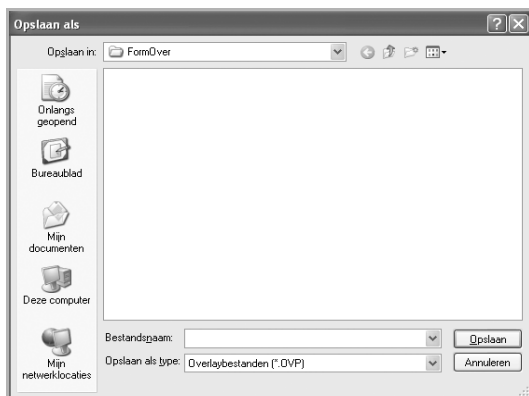 Opslaan als
Opslaan in: FormOver
Onlangs
geopend
Bureaublad
Mijn
documenten
Deze computer
Mijn
netwerklocaties
Bestandsnaam: Opslaan
Opslaan als type: Overlaybestanden (*.OVP) Annuleren